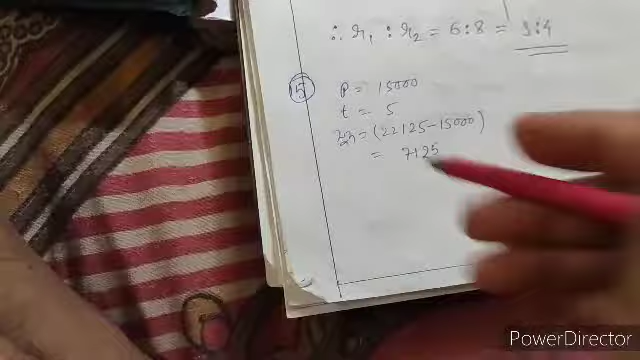 ∴ r₁ : r₂ = 6:8 = 3:4
15 P = 15000
t = 5
= (22125-15000)
= 7125
PowerDirector